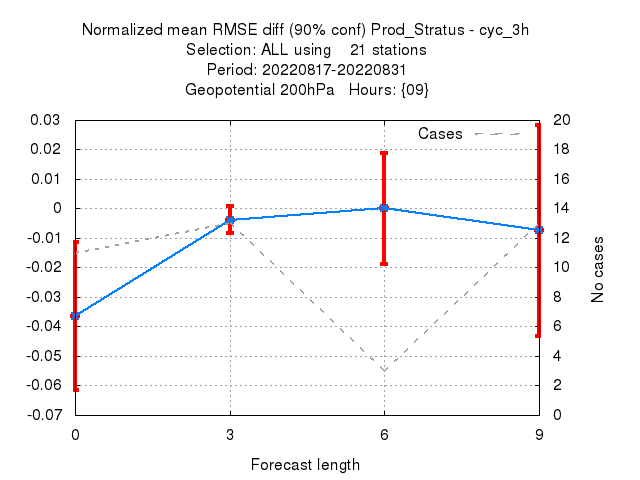 Normalized mean RMSE diff (90% conf) Prod_Stratus - cyc_3h
Selection: ALL using    21 stations
Period: 20220817-20220831
Geopotential 200hPa   Hours: {09}
Cases
0.03
0.02
0.01
0
-0.01
-0.02
-0.03
-0.04
-0.05
-0.06
-0.07
20
18
16
14
12
10
8
6
4
2
0
No cases
0 3 6 9
Forecast length